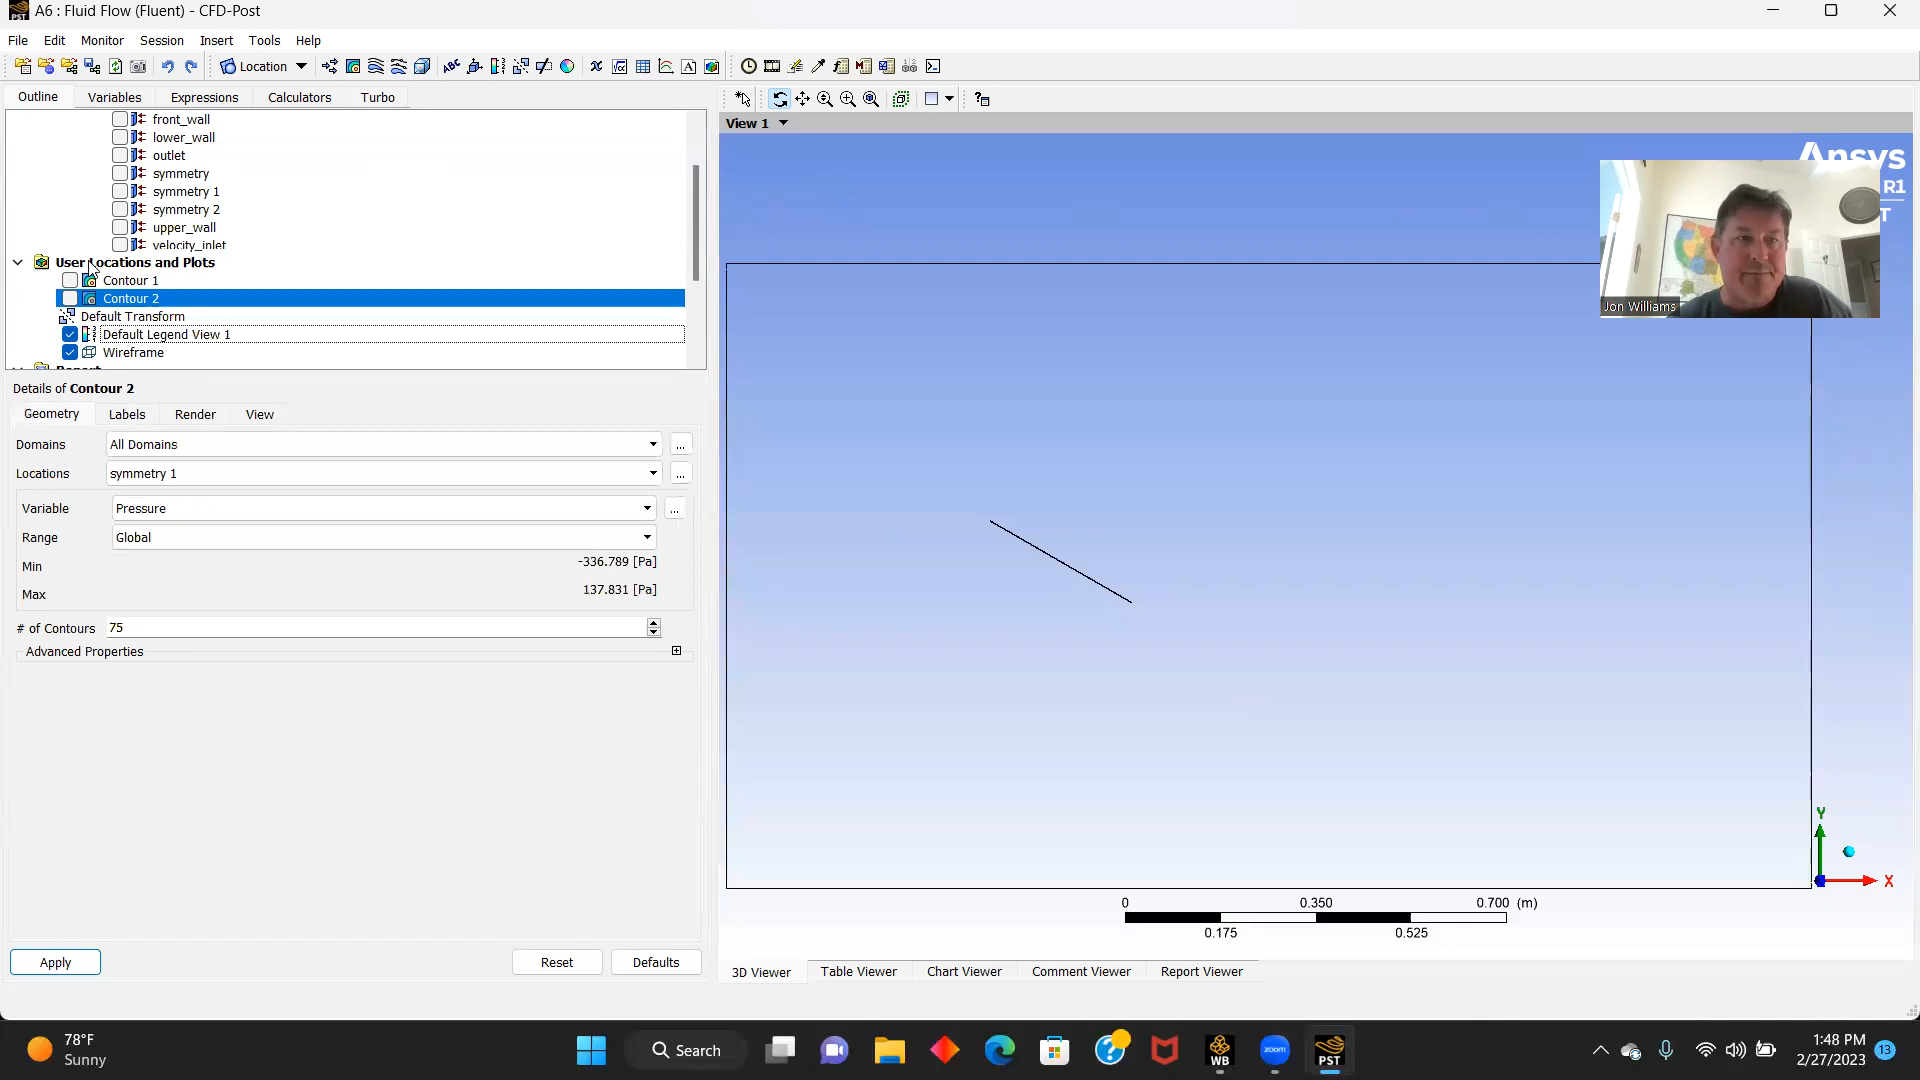 A6 : Fluid Flow (Fluent) - CFD-Post
File Edit Monitor Session Insert Tools Help
Location
Outline Variables Expressions Calculators Turbo
front_wall
lower_wall
outlet
symmetry
symmetry 1
symmetry 2
upper_wall
velocity_inlet
User Locations and Plots
Contour 1
Contour 2
Default Transform
Default Legend View 1
Wireframe
Details of Contour 2
Geometry Labels Render View
Domains All Domains ...
Locations symmetry 1 ...
Variable Pressure ...
Range Global
Min -336.789 [Pa]
Max 137.831 [Pa]
# of Contours 75
Advanced Properties
Apply Reset Defaults
View 1
Ansys
R1
Jon Williams
Y
X
0 0.350 0.700 (m)
0.175 0.525
3D Viewer Table Viewer Chart Viewer Comment Viewer Report Viewer
78°F
Sunny
Search
WB
zoom
PST
1:48 PM
2/27/2023
13